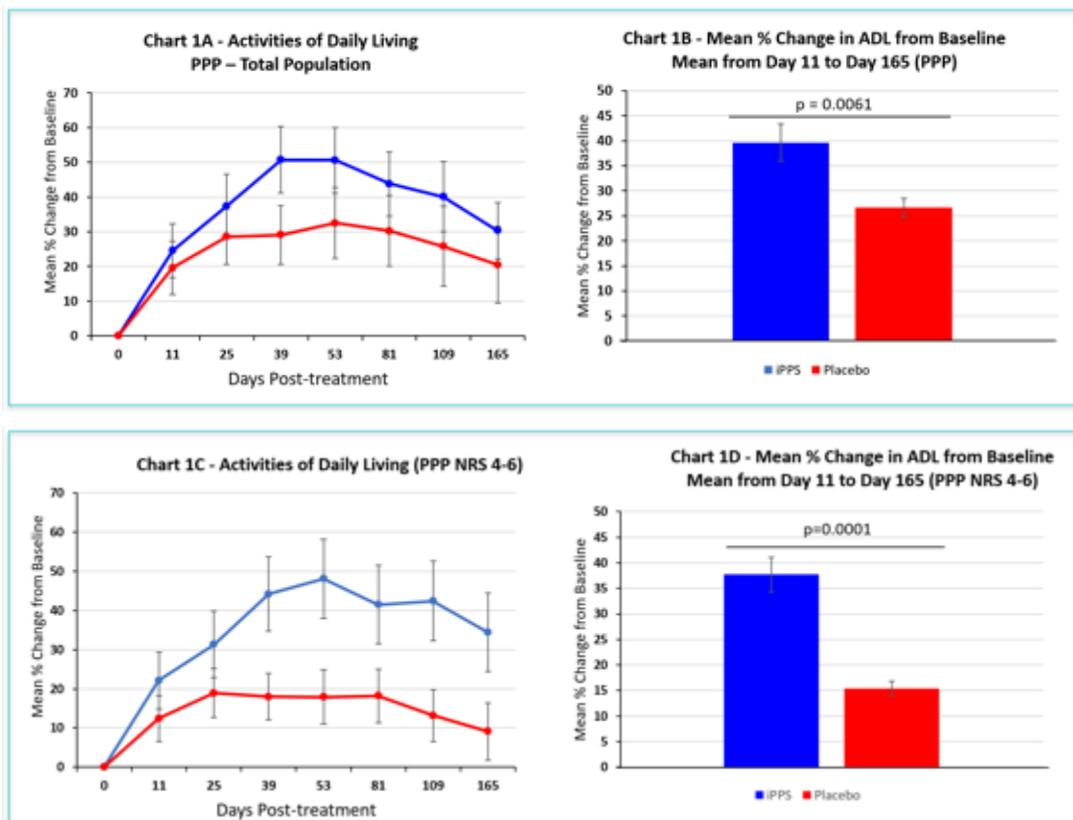 Chart 1A - Activities of Daily Living
PPP – Total Population
Mean % Change from Baseline
70
60
50
40
30
20
10
0
0 11 25 39 53 81 109 165
Days Post-treatment
Chart 1B - Mean % Change in ADL from Baseline
Mean from Day 11 to Day 165 (PPP)
Mean % Change from Baseline
50
45
40
35
30
25
20
15
10
5
0
p = 0.0061
iPPS Placebo
Chart 1C - Activities of Daily Living (PPP NRS 4-6)
Mean % Change from Baseline
70
60
50
40
30
20
10
0
0 11 25 39 53 81 109 165
Days Post-treatment
Chart 1D - Mean % Change in ADL from Baseline
Mean from Day 11 to Day 165 (PPP NRS 4-6)
Mean % Change from Baseline
50
45
40
35
30
25
20
15
10
5
0
p=0.0001
iPPS Placebo